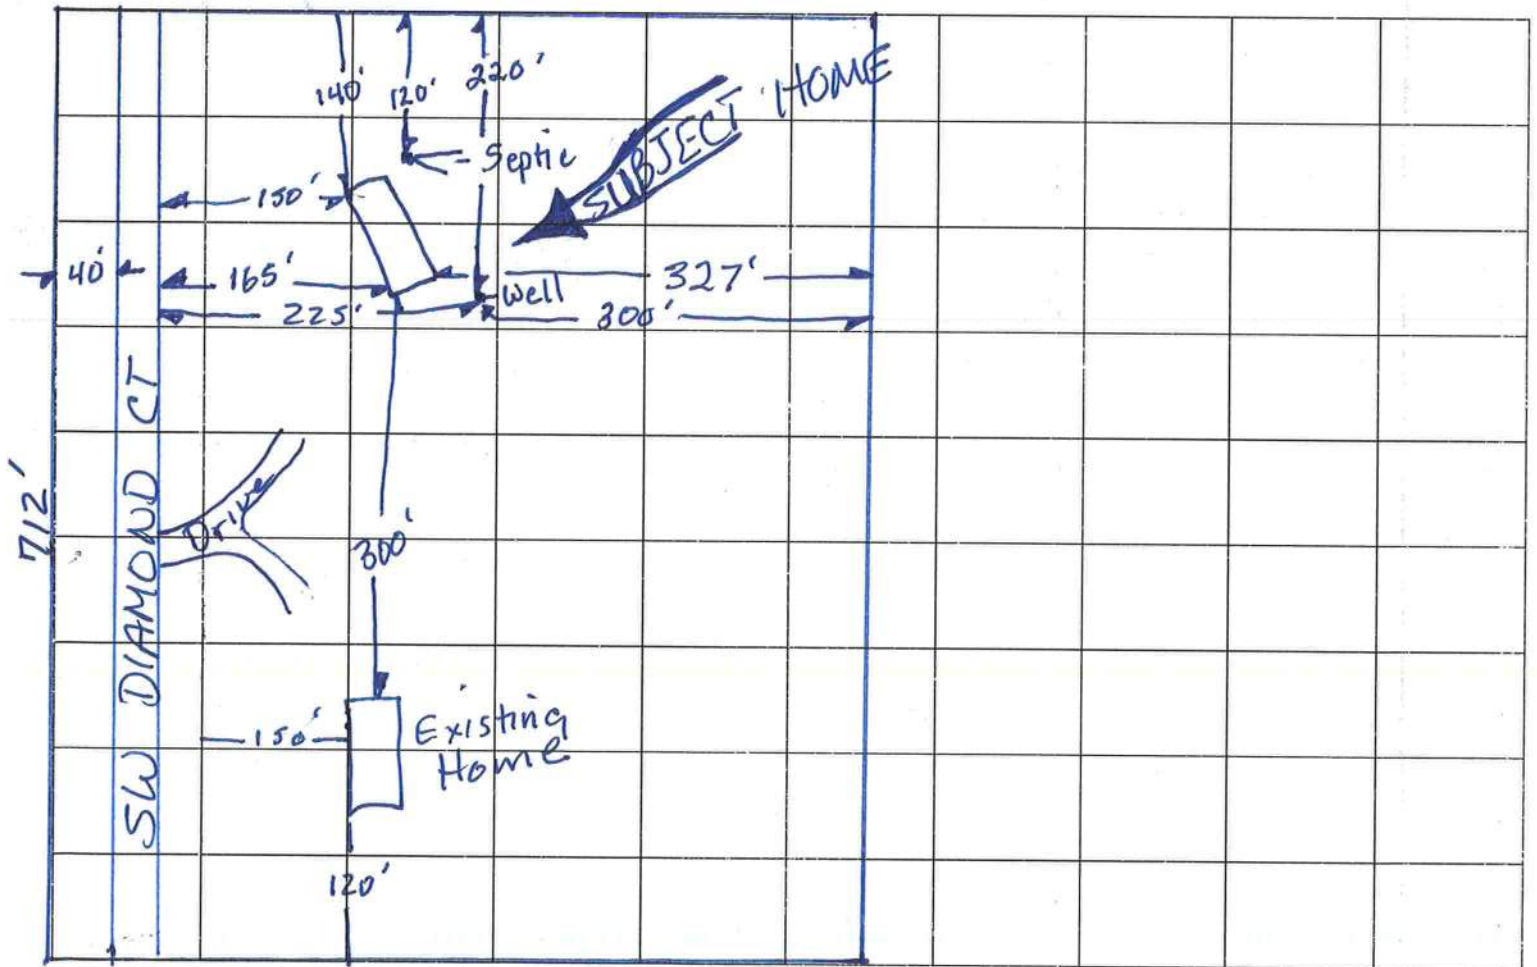 140'
120'
220'
SUBJECT HOME
Septic
150'
40'
165'
327'
Well
225'
300'
SW DIAMOND CT
712'
Drive
300'
150'
Existing
Home
120'